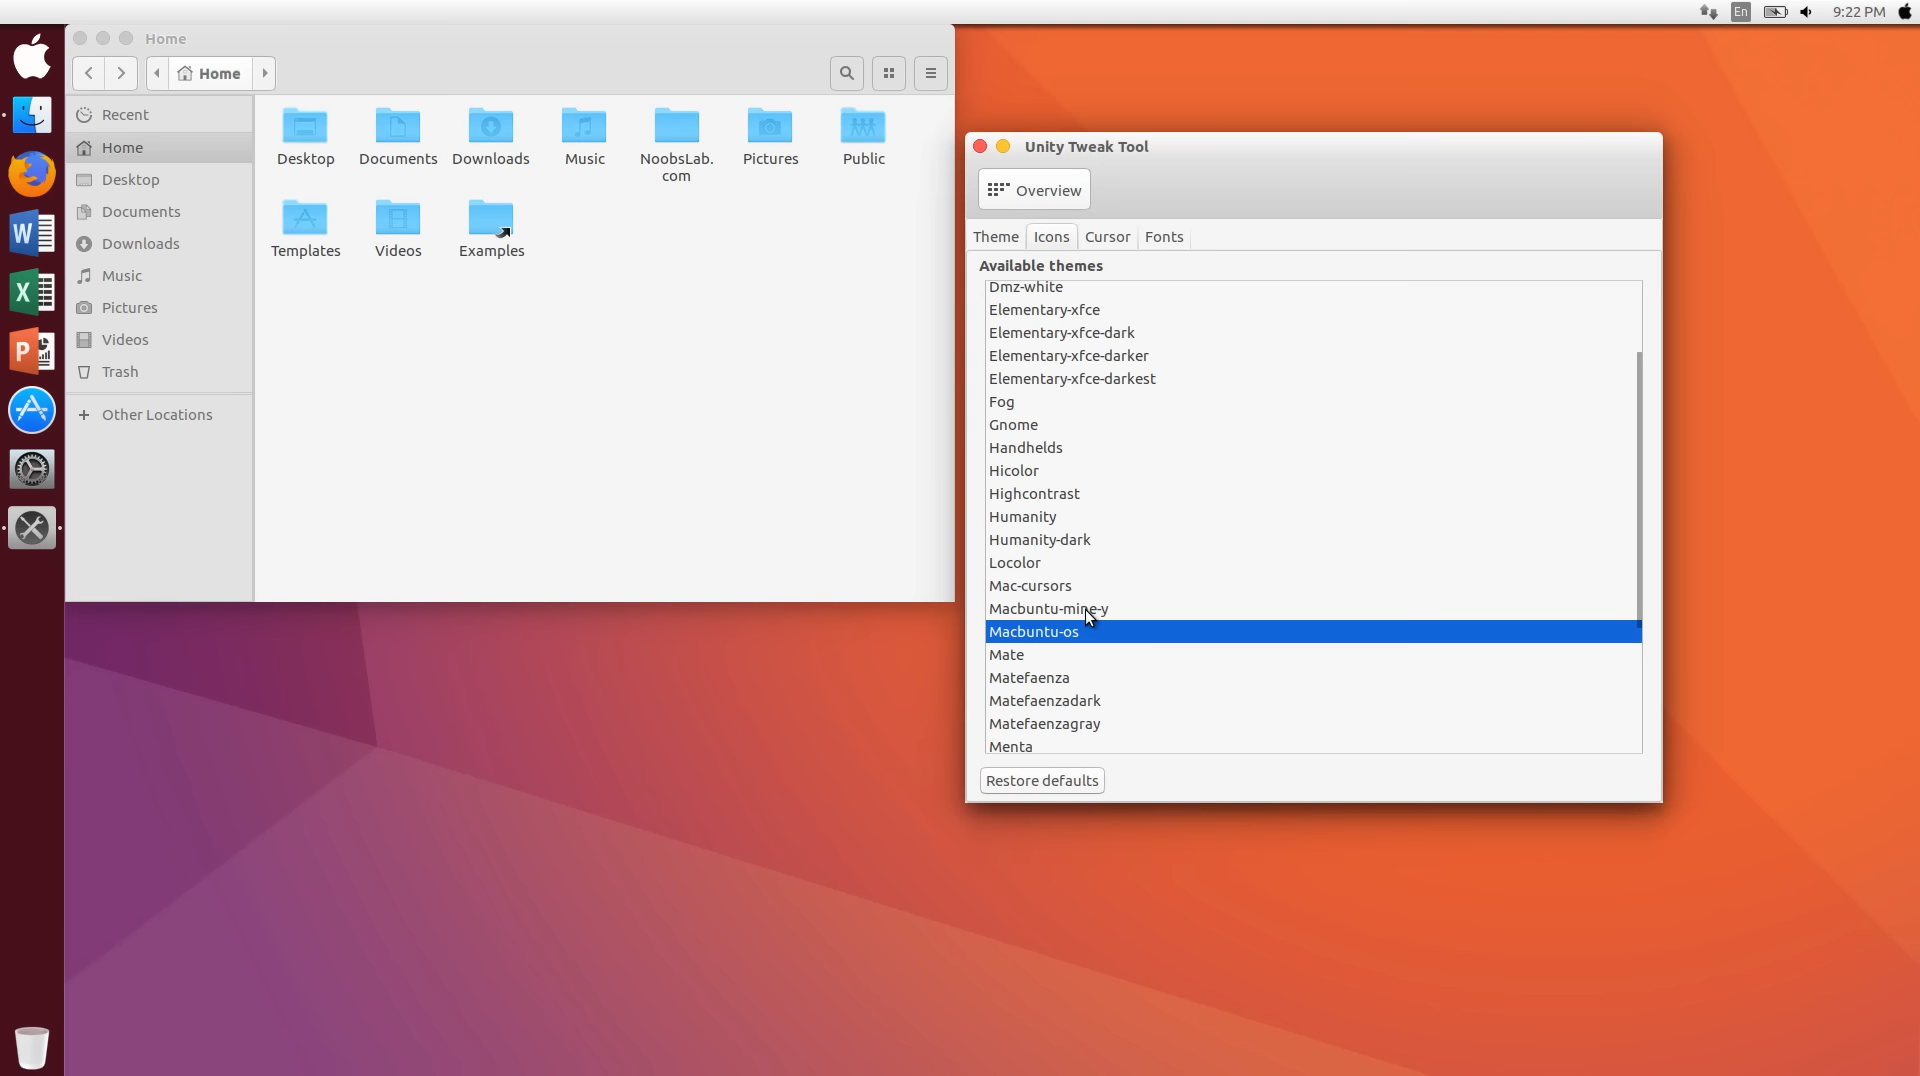 En
9:22 PM
Home
Home
Recent
Home
Desktop
Documents
Downloads
Music
Pictures
Videos
Trash
Other Locations
Desktop
Documents
Downloads
Music
NoobsLab.
com
Pictures
Public
Templates
Videos
Examples
W
X
P
Unity Tweak Tool
Overview
Theme Icons Cursor Fonts
Available themes
Dmz-white
Elementary-xfce
Elementary-xfce-dark
Elementary-xfce-darker
Elementary-xfce-darkest
Fog
Gnome
Handhelds
Hicolor
Highcontrast
Humanity
Humanity-dark
Locolor
Mac-cursors
Macbuntu-mine-y
Macbuntu-os
Mate
Matefaenza
Matefaenzadark
Matefaenzagray
Menta
Restore defaults